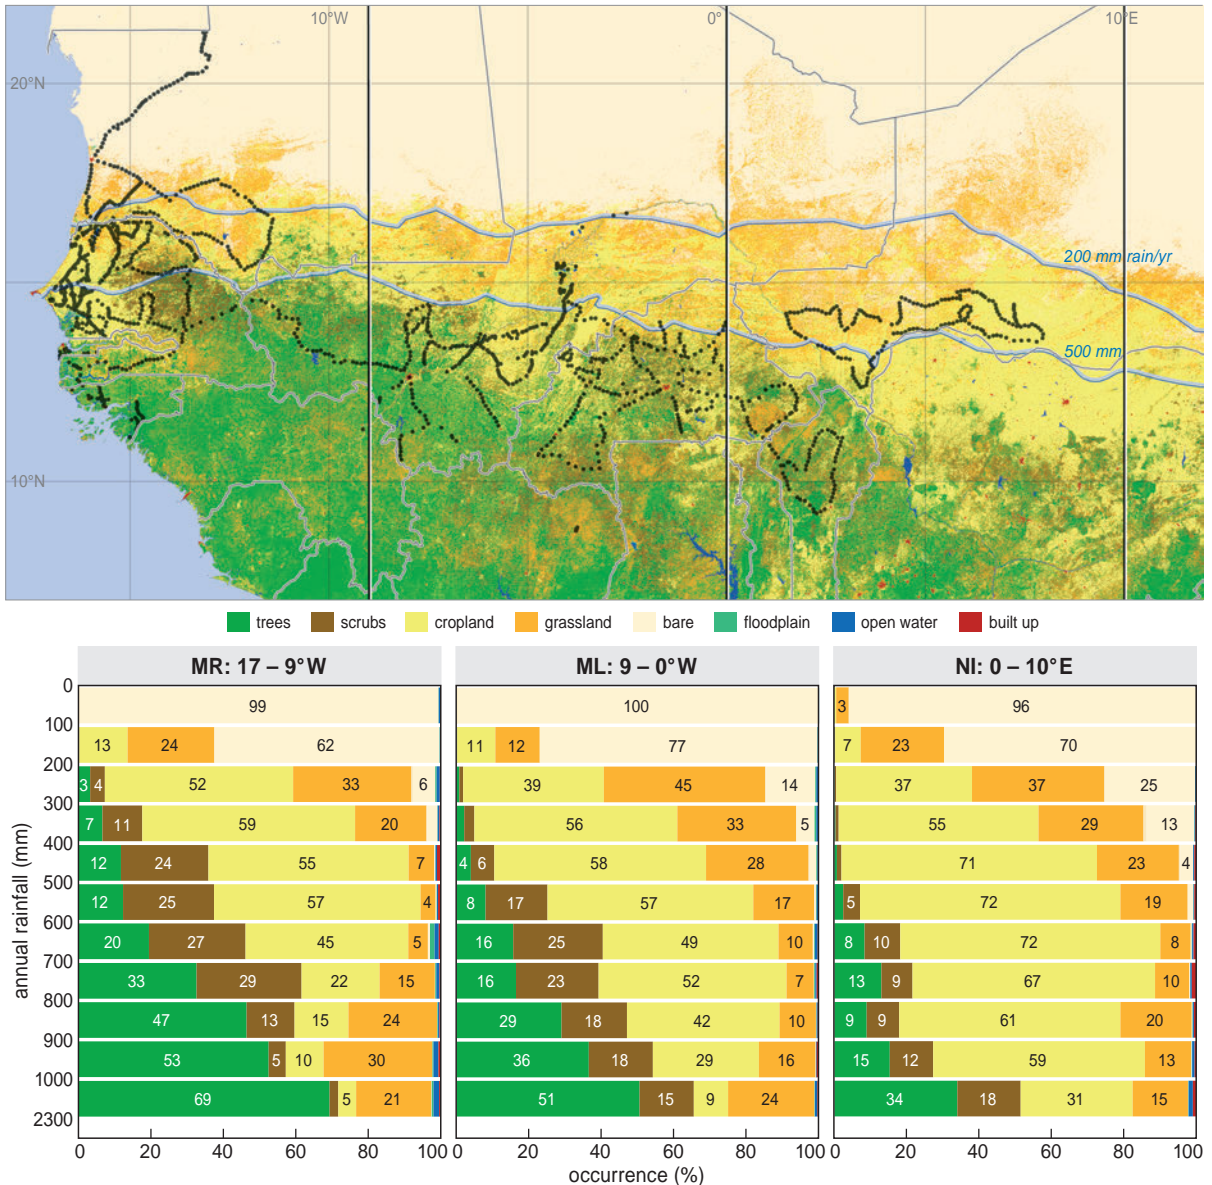 10°W 0° 10°E
20°N
200 mm rain/yr
500 mm
10°N
trees scrubs cropland grassland bare floodplain open water built up
MR: 17 – 9°W ML: 9 – 0°W NI: 0 – 10°E
0
99 100 3 96
100
13 24 62 11 12 77 7 23 70
200
3 4 52 33 6 39 45 14 37 37 25
300
7 11 59 20 56 33 5 55 29 13
400
12 24 55 7 4 6 58 28 71 23 4
500
12 25 57 4 8 17 57 17 5 72 19
600
20 27 45 5 16 25 49 10 8 10 72 8
700
33 29 22 15 16 23 52 7 13 9 67 10
800
47 13 15 24 29 18 42 10 9 9 61 20
900
53 5 10 30 36 18 29 16 15 12 59 13
1000
69 5 21 51 15 9 24 34 18 31 15
2300
annual rainfall (mm)
0 20 40 60 80 100 0 20 40 60 80 100 0 20 40 60 80 100
occurrence (%)